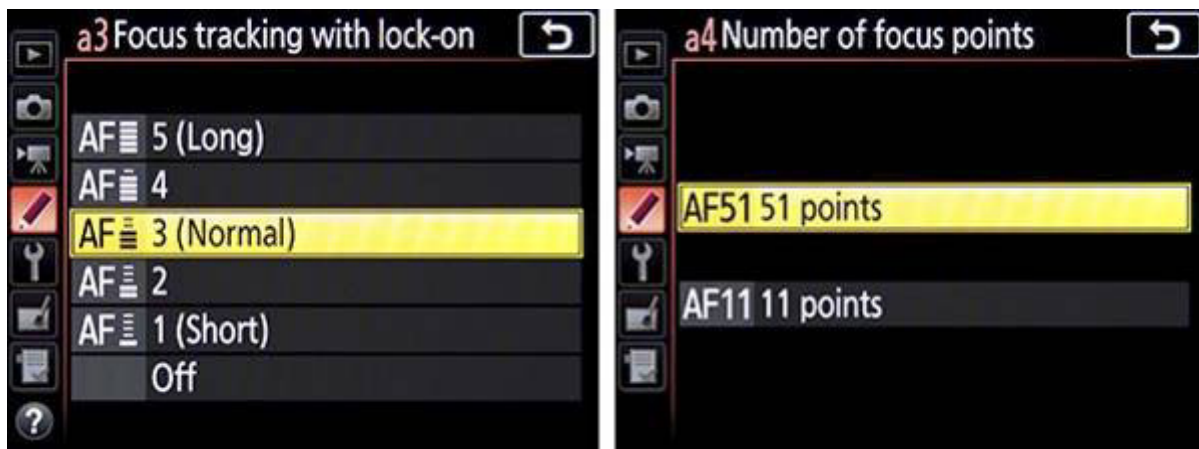 a3 Focus tracking with lock-on
AF 5 (Long)
AF 4
AF 3 (Normal)
AF 2
AF 1 (Short)
Off
?
a4 Number of focus points
AF51 51 points
AF11 11 points